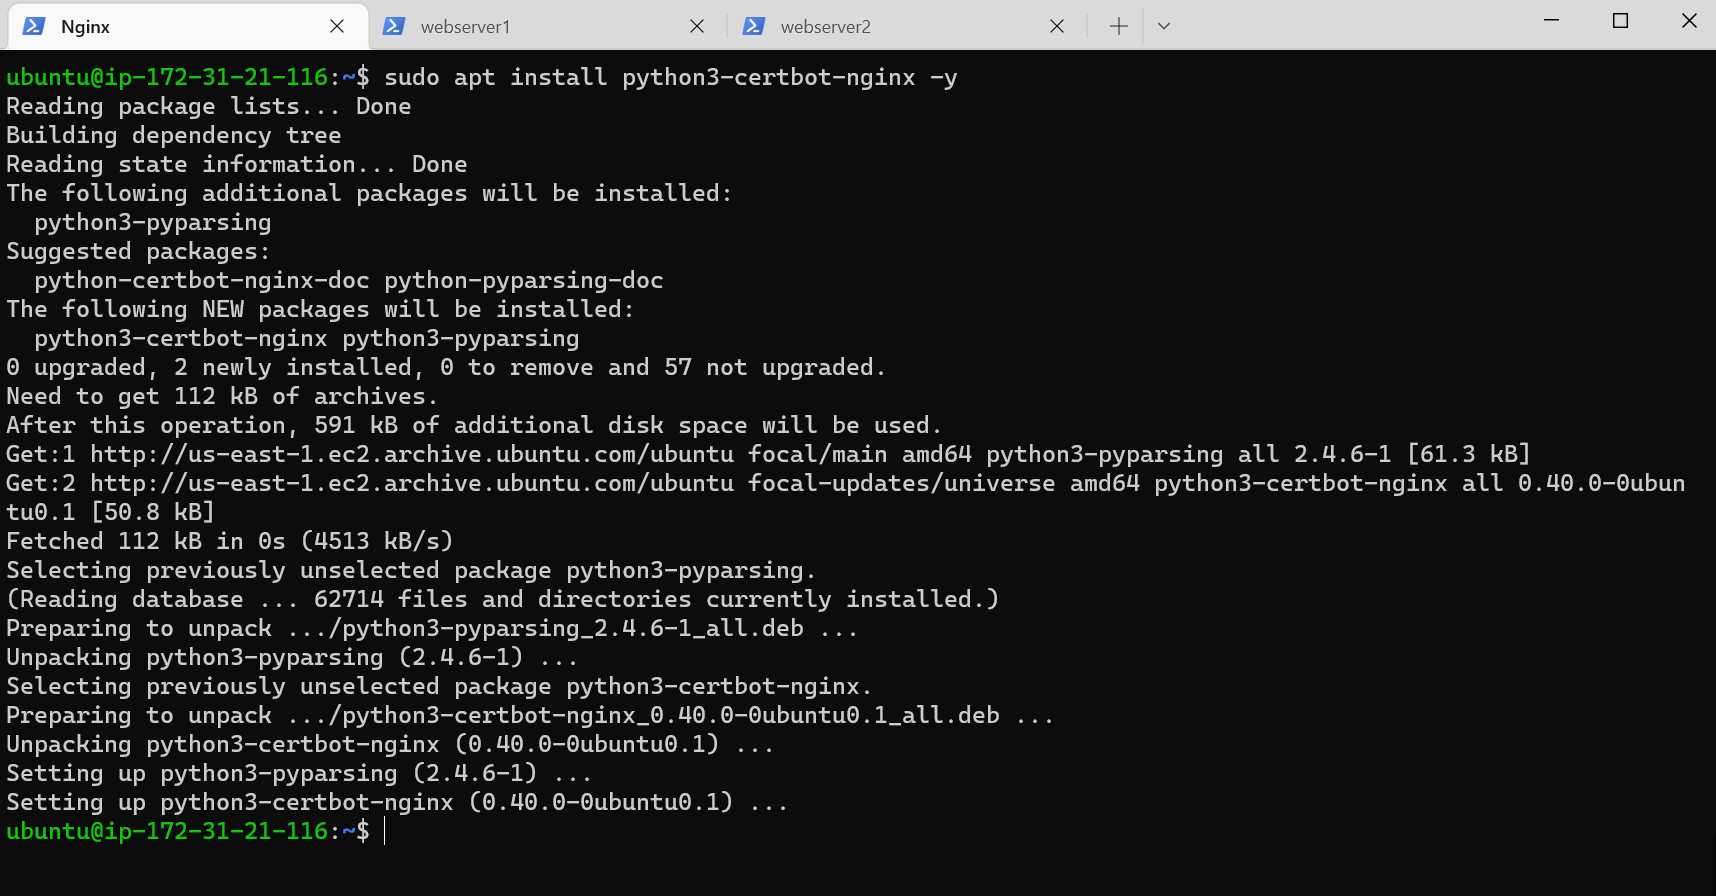 Nginx
webserver1
webserver2
ubuntu@ip-172-31-21-116:~$ sudo apt install python3-certbot-nginx -y
Reading package lists... Done
Building dependency tree
Reading state information... Done
The following additional packages will be installed:
  python3-pyparsing
Suggested packages:
  python-certbot-nginx-doc python-pyparsing-doc
The following NEW packages will be installed:
  python3-certbot-nginx python3-pyparsing
0 upgraded, 2 newly installed, 0 to remove and 57 not upgraded.
Need to get 112 kB of archives.
After this operation, 591 kB of additional disk space will be used.
Get:1 http://us-east-1.ec2.archive.ubuntu.com/ubuntu focal/main amd64 python3-pyparsing all 2.4.6-1 [61.3 kB]
Get:2 http://us-east-1.ec2.archive.ubuntu.com/ubuntu focal-updates/universe amd64 python3-certbot-nginx all 0.40.0-0ubun
tu0.1 [50.8 kB]
Fetched 112 kB in 0s (4513 kB/s)
Selecting previously unselected package python3-pyparsing.
(Reading database ... 62714 files and directories currently installed.)
Preparing to unpack .../python3-pyparsing_2.4.6-1_all.deb ...
Unpacking python3-pyparsing (2.4.6-1) ...
Selecting previously unselected package python3-certbot-nginx.
Preparing to unpack .../python3-certbot-nginx_0.40.0-0ubuntu0.1_all.deb ...
Unpacking python3-certbot-nginx (0.40.0-0ubuntu0.1) ...
Setting up python3-pyparsing (2.4.6-1) ...
Setting up python3-certbot-nginx (0.40.0-0ubuntu0.1) ...
ubuntu@ip-172-31-21-116:~$